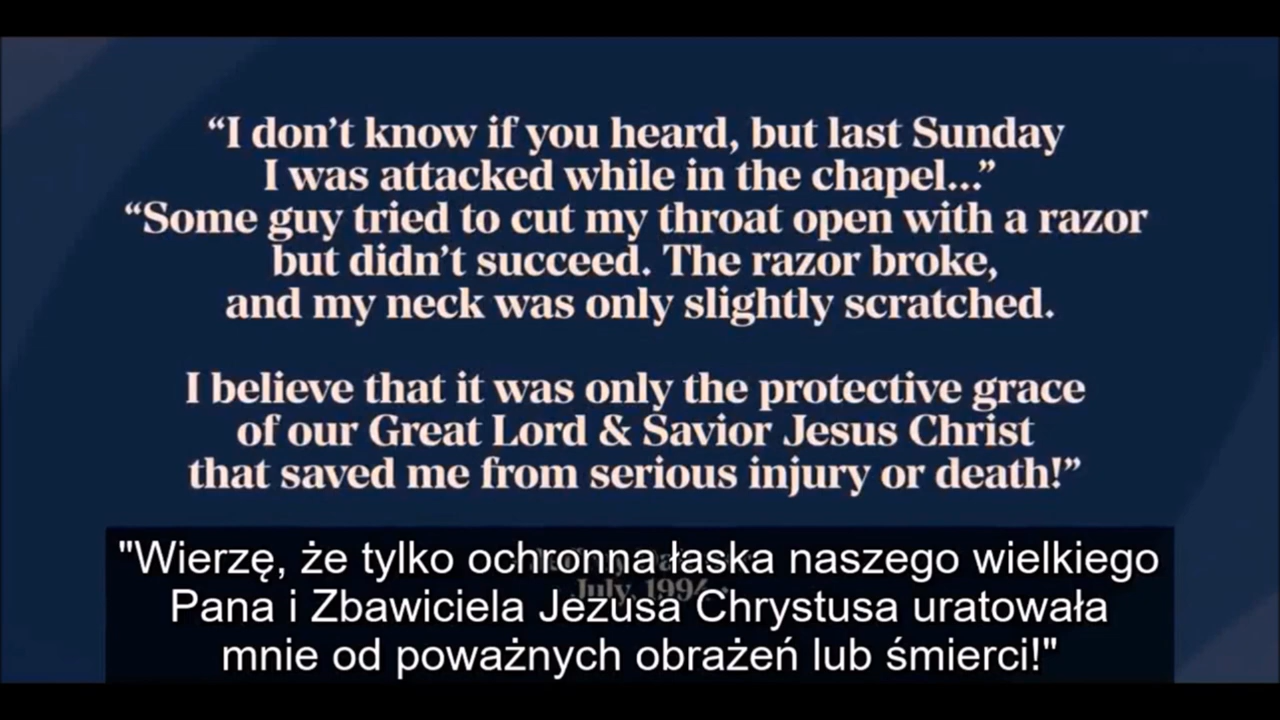 “I don’t know if you heard, but last Sunday
I was attacked while in the chapel...”
“Some guy tried to cut my throat open with a razor
but didn’t succeed. The razor broke,
and my neck was only slightly scratched.
I believe that it was only the protective grace
of our Great Lord & Savior Jesus Christ
that saved me from serious injury or death!”
July, 1994
"Wierzę, że tylko ochronna łaska naszego wielkiego
Pana i Zbawiciela Jezusa Chrystusa uratowała
mnie od poważnych obrażeń lub śmierci!"